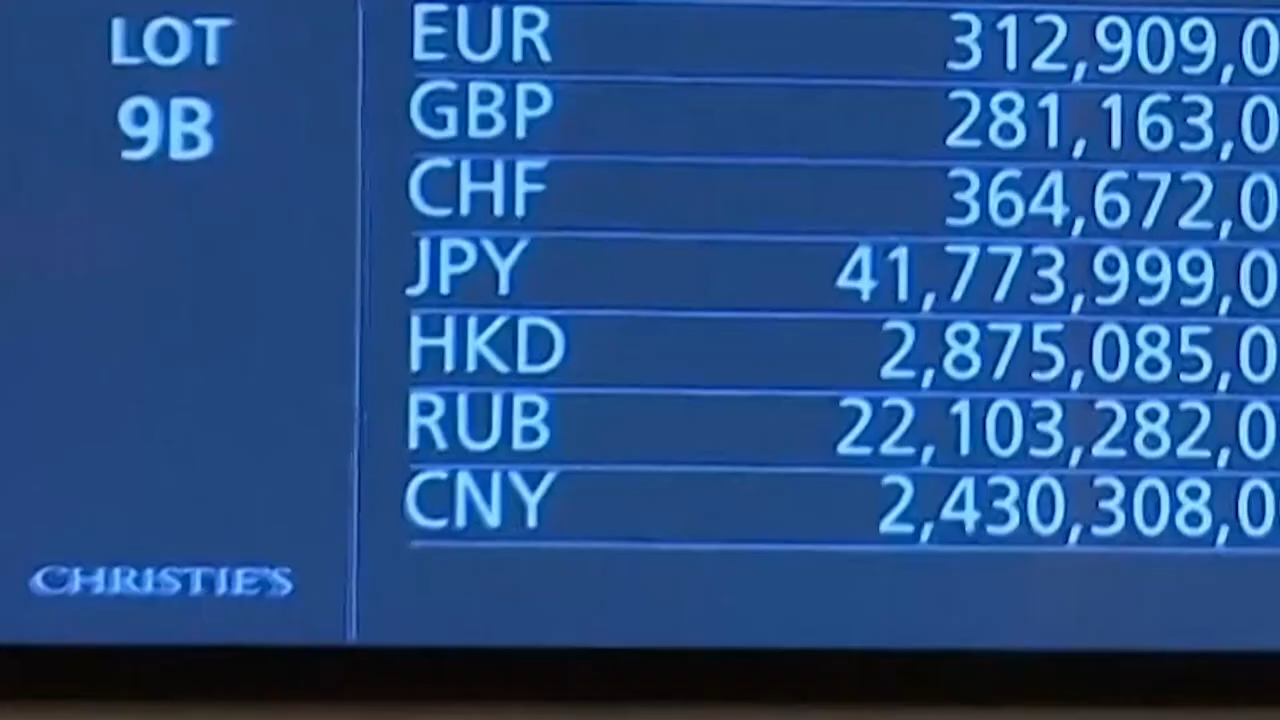 LOT
9B
EUR 312,909,0
GBP 281,163,0
CHF 364,672,0
JPY 41,773,999,0
HKD 2,875,085,0
RUB 22,103,282,0
CNY 2,430,308,0
CHRISTIE'S